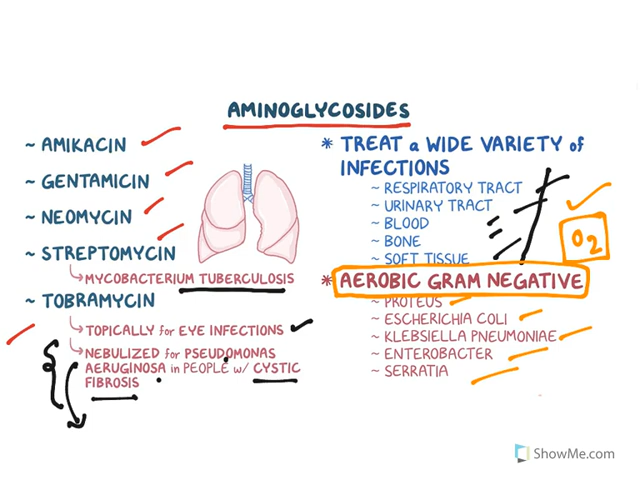 AMINOGLYCOSIDES
~ AMIKACIN
~ GENTAMICIN
~ NEOMYCIN
~ STREPTOMYCIN
MYCOBACTERIUM TUBERCULOSIS
~ TOBRAMYCIN
TOPICALLY for EYE INFECTIONS
NEBULIZED for PSEUDOMONAS
AERUGINOSA in PEOPLE w/ CYSTIC
FIBROSIS
* TREAT a WIDE VARIETY of
INFECTIONS
~ RESPIRATORY TRACT
~ URINARY TRACT
~ BLOOD
~ BONE
~ SOFT TISSUE
O2
* AEROBIC GRAM NEGATIVE
~ PROTEUS
~ ESCHERICHIA COLI
~ KLEBSIELLA PNEUMONIAE
~ ENTEROBACTER
~ SERRATIA
ShowMe.com